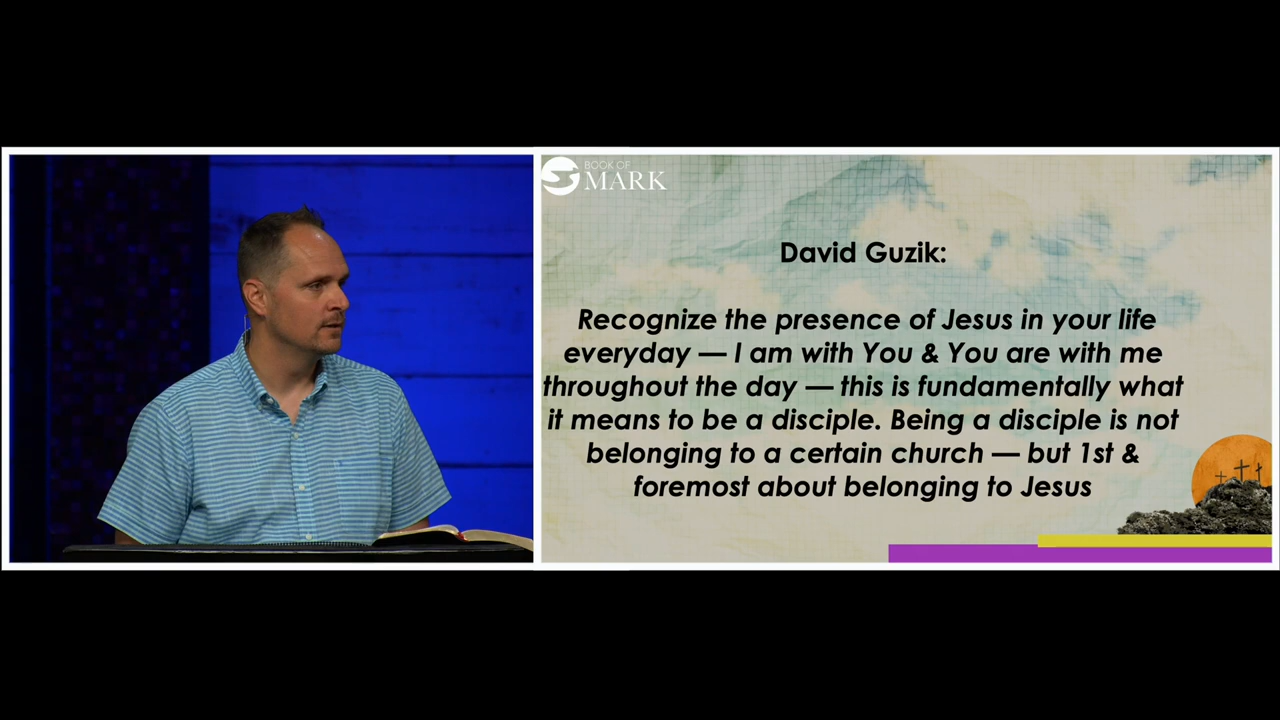 BOOK OF
MARK
David Guzik:
Recognize the presence of Jesus in your life
everyday — I am with You & You are with me
throughout the day — this is fundamentally what
it means to be a disciple. Being a disciple is not
belonging to a certain church — but 1st &
foremost about belonging to Jesus